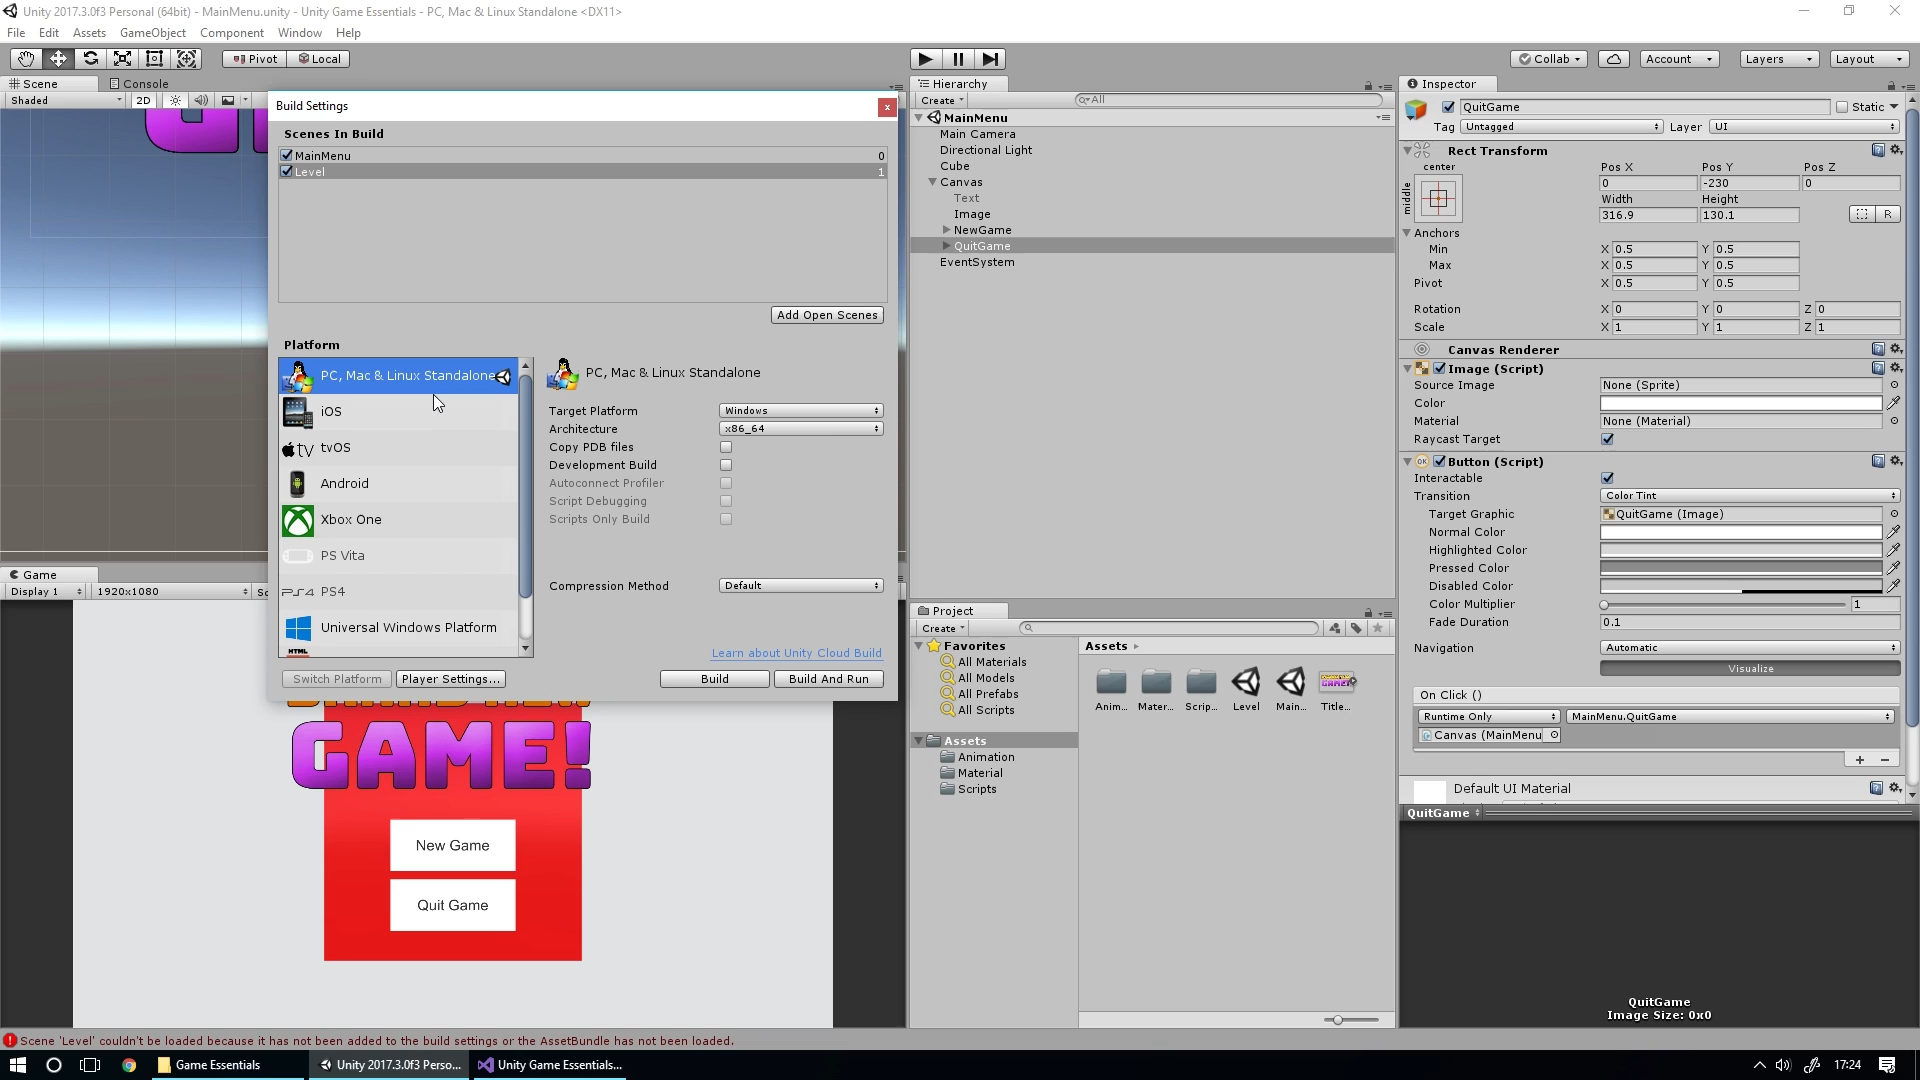 Unity 2017.3.0f3 Personal (64bit) - MainMenu.unity - Unity Game Essentials - PC, Mac & Linux Standalone <DX11>
File Edit Assets GameObject Component Window Help
Pivot Local
Collab Account Layers Layout
Scene Console
Shaded 2D
Build Settings
Scenes In Build
MainMenu 0
Level 1
Add Open Scenes
Platform
PC, Mac & Linux Standalone
iOS
tv tvOS
Android
Xbox One
PS Vita
PS4 PS4
Universal Windows Platform
HTML
PC, Mac & Linux Standalone
Target Platform Windows
Architecture x86_64
Copy PDB files
Development Build
Autoconnect Profiler
Script Debugging
Scripts Only Build
Compression Method Default
Learn about Unity Cloud Build
Switch Platform Player Settings... Build Build And Run
Game
Display 1 1920x1080
GAME!
New Game
Quit Game
Hierarchy
Create All
MainMenu
Main Camera
Directional Light
Cube
Canvas
Text
Image
NewGame
QuitGame
EventSystem
Project
Create
Favorites
All Materials
All Models
All Prefabs
All Scripts
Assets
Animation
Material
Scripts
Assets
Anim... Mater... Scrip... Level Main... Title...
Inspector
QuitGame Static
Tag Untagged Layer UI
Rect Transform
center
middle
Pos X Pos Y Pos Z
0 -230 0
Width Height
316.9 130.1
R
Anchors
Min X 0.5 Y 0.5
Max X 0.5 Y 0.5
Pivot X 0.5 Y 0.5
Rotation X 0 Y 0 Z 0
Scale X 1 Y 1 Z 1
Canvas Renderer
Image (Script)
Source Image None (Sprite)
Color
Material None (Material)
Raycast Target
OK Button (Script)
Interactable
Transition Color Tint
Target Graphic QuitGame (Image)
Normal Color
Highlighted Color
Pressed Color
Disabled Color
Color Multiplier 1
Fade Duration 0.1
Navigation Automatic
Visualize
On Click ()
Runtime Only MainMenu.QuitGame
Canvas (MainMenu
+ −
Default UI Material
QuitGame
QuitGame
Image Size: 0x0
Scene 'Level' couldn't be loaded because it has not been added to the build settings or the AssetBundle has not been loaded.
Game Essentials Unity 2017.3.0f3 Perso... Unity Game Essentials... 17:24